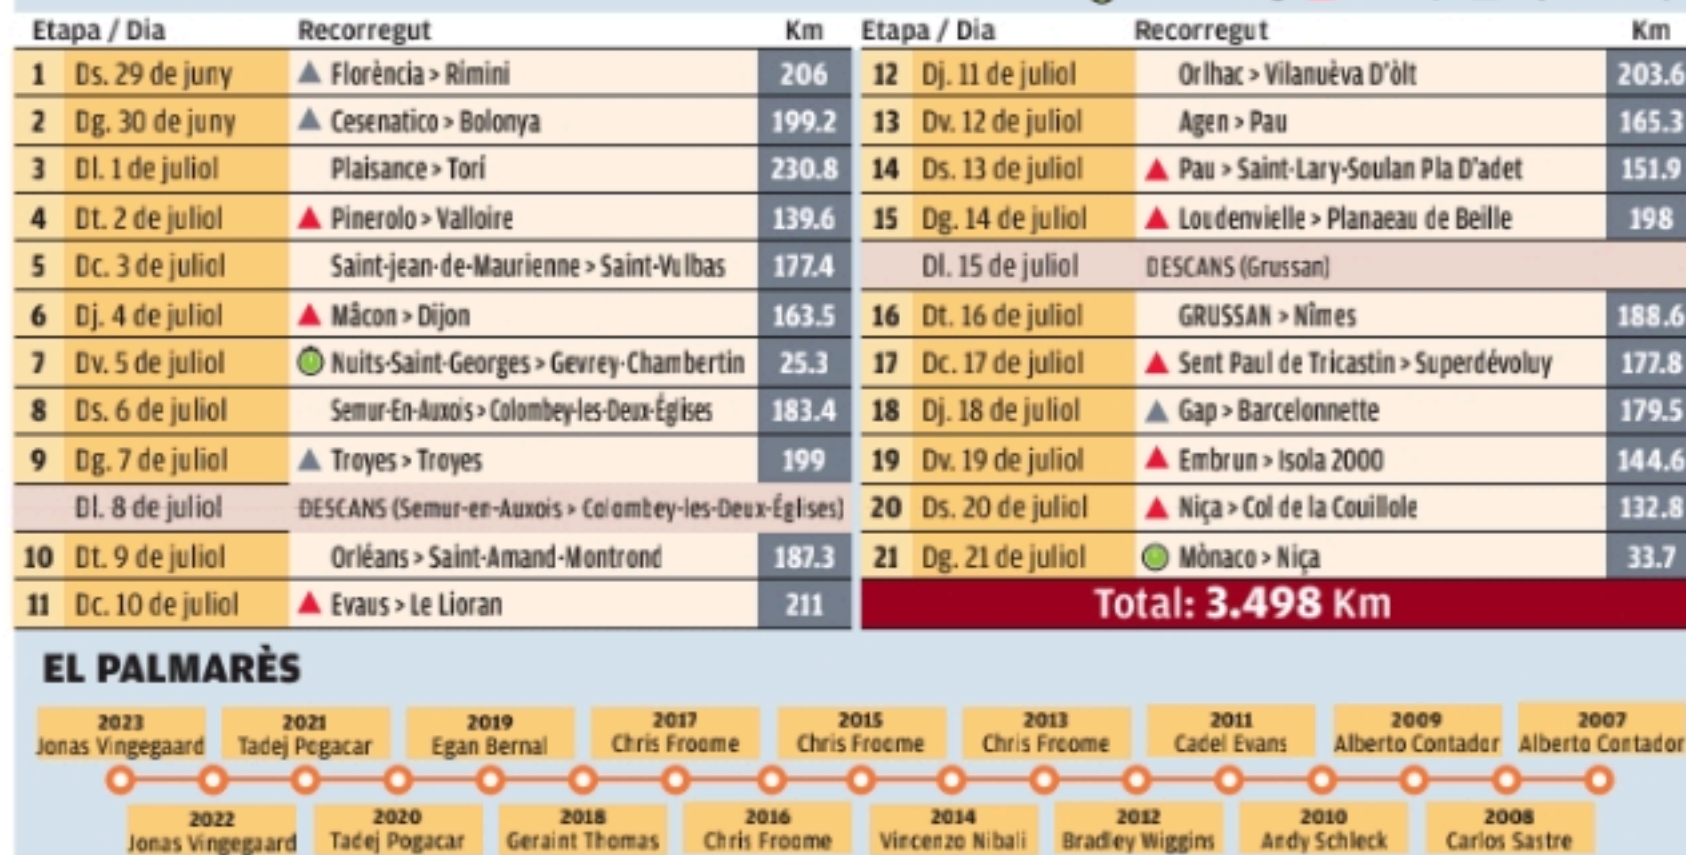 Etapa / Dia Recorregut Km
1 Ds. 29 de juny Florència > Rímini 206
2 Dg. 30 de juny Cesenatico > Bolonya 199.2
3 Dl. 1 de juliol Plaisance > Torí 230.8
4 Dt. 2 de juliol Pinerolo > Valloire 139.6
5 Dc. 3 de juliol Saint-jean-de-Maurienne > Saint-Vulbas 177.4
6 Dj. 4 de juliol Mâcon > Dijon 163.5
7 Dv. 5 de juliol Nuits-Saint-Georges > Gevrey-Chambertin 25.3
8 Ds. 6 de juliol Semur-En-Auxois > Colombey-les-Deux-Églises 183.4
9 Dg. 7 de juliol Troyes > Troyes 199
Dl. 8 de juliol DESCANS (Semur-en-Auxois > Colombey-les-Deux-Églises)
10 Dt. 9 de juliol Orléans > Saint-Amand-Montrond 187.3
11 Dc. 10 de juliol Evaus > Le Lioran 211
Etapa / Dia Recorregut Km
12 Dj. 11 de juliol Orlhac > Vilanuèva D'òlt 203.6
13 Dv. 12 de juliol Agen > Pau 165.3
14 Ds. 13 de juliol Pau > Saint-Lary-Soulan Pla D'adet 151.9
15 Dg. 14 de juliol Loudenvielle > Planaeau de Beille 198
Dl. 15 de juliol DESCANS (Grussan)
16 Dt. 16 de juliol GRUSSAN > Nîmes 188.6
17 Dc. 17 de juliol Sent Paul de Tricastin > Superdévoluy 177.8
18 Dj. 18 de juliol Gap > Barcelonnette 179.5
19 Dv. 19 de juliol Embrun > Isola 2000 144.6
20 Ds. 20 de juliol Niça > Col de la Couillole 132.8
21 Dg. 21 de juliol Mònaco > Niça 33.7
Total: 3.498 Km
EL PALMARÈS
2023
Jonas Vingegaard
2022
Jonas Vingegaard
2021
Tadej Pogacar
2020
Tadej Pogacar
2019
Egan Bernal
2018
Geraint Thomas
2017
Chris Froome
2016
Chris Froome
2015
Chris Froome
2014
Vincenzo Nibali
2013
Chris Froome
2012
Bradley Wiggins
2011
Cadel Evans
2010
Andy Schleck
2009
Alberto Contador
2008
Carlos Sastre
2007
Alberto Contador